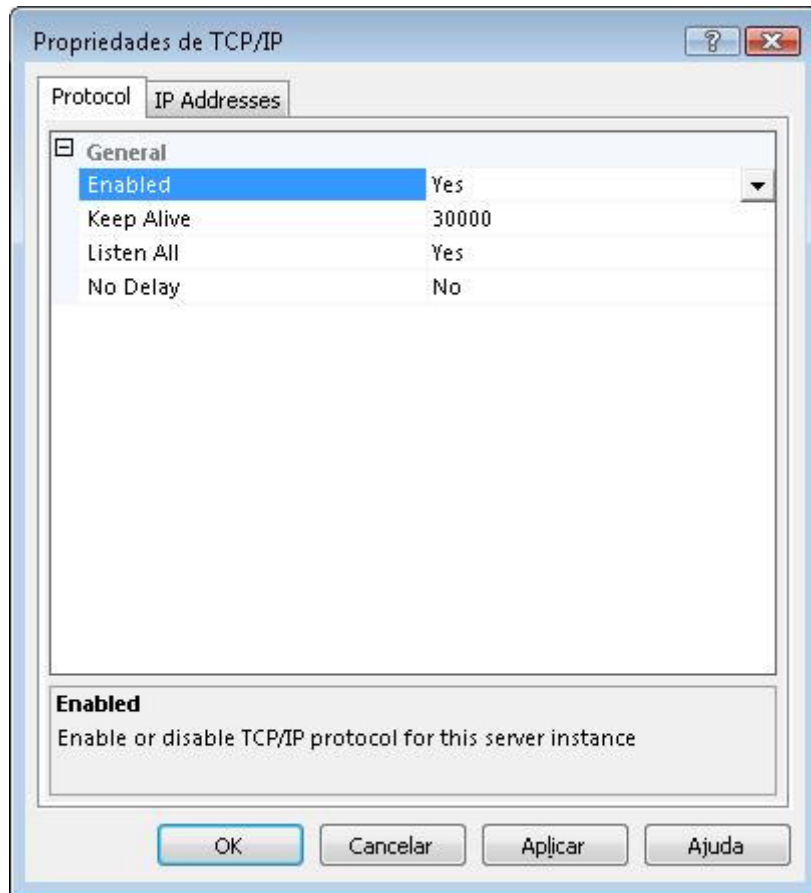 Propriedades de TCP/IP
Protocol IP Addresses
General
Enabled Yes
Keep Alive 30000
Listen All Yes
No Delay No
Enabled
Enable or disable TCP/IP protocol for this server instance
OK Cancelar Aplicar Ajuda